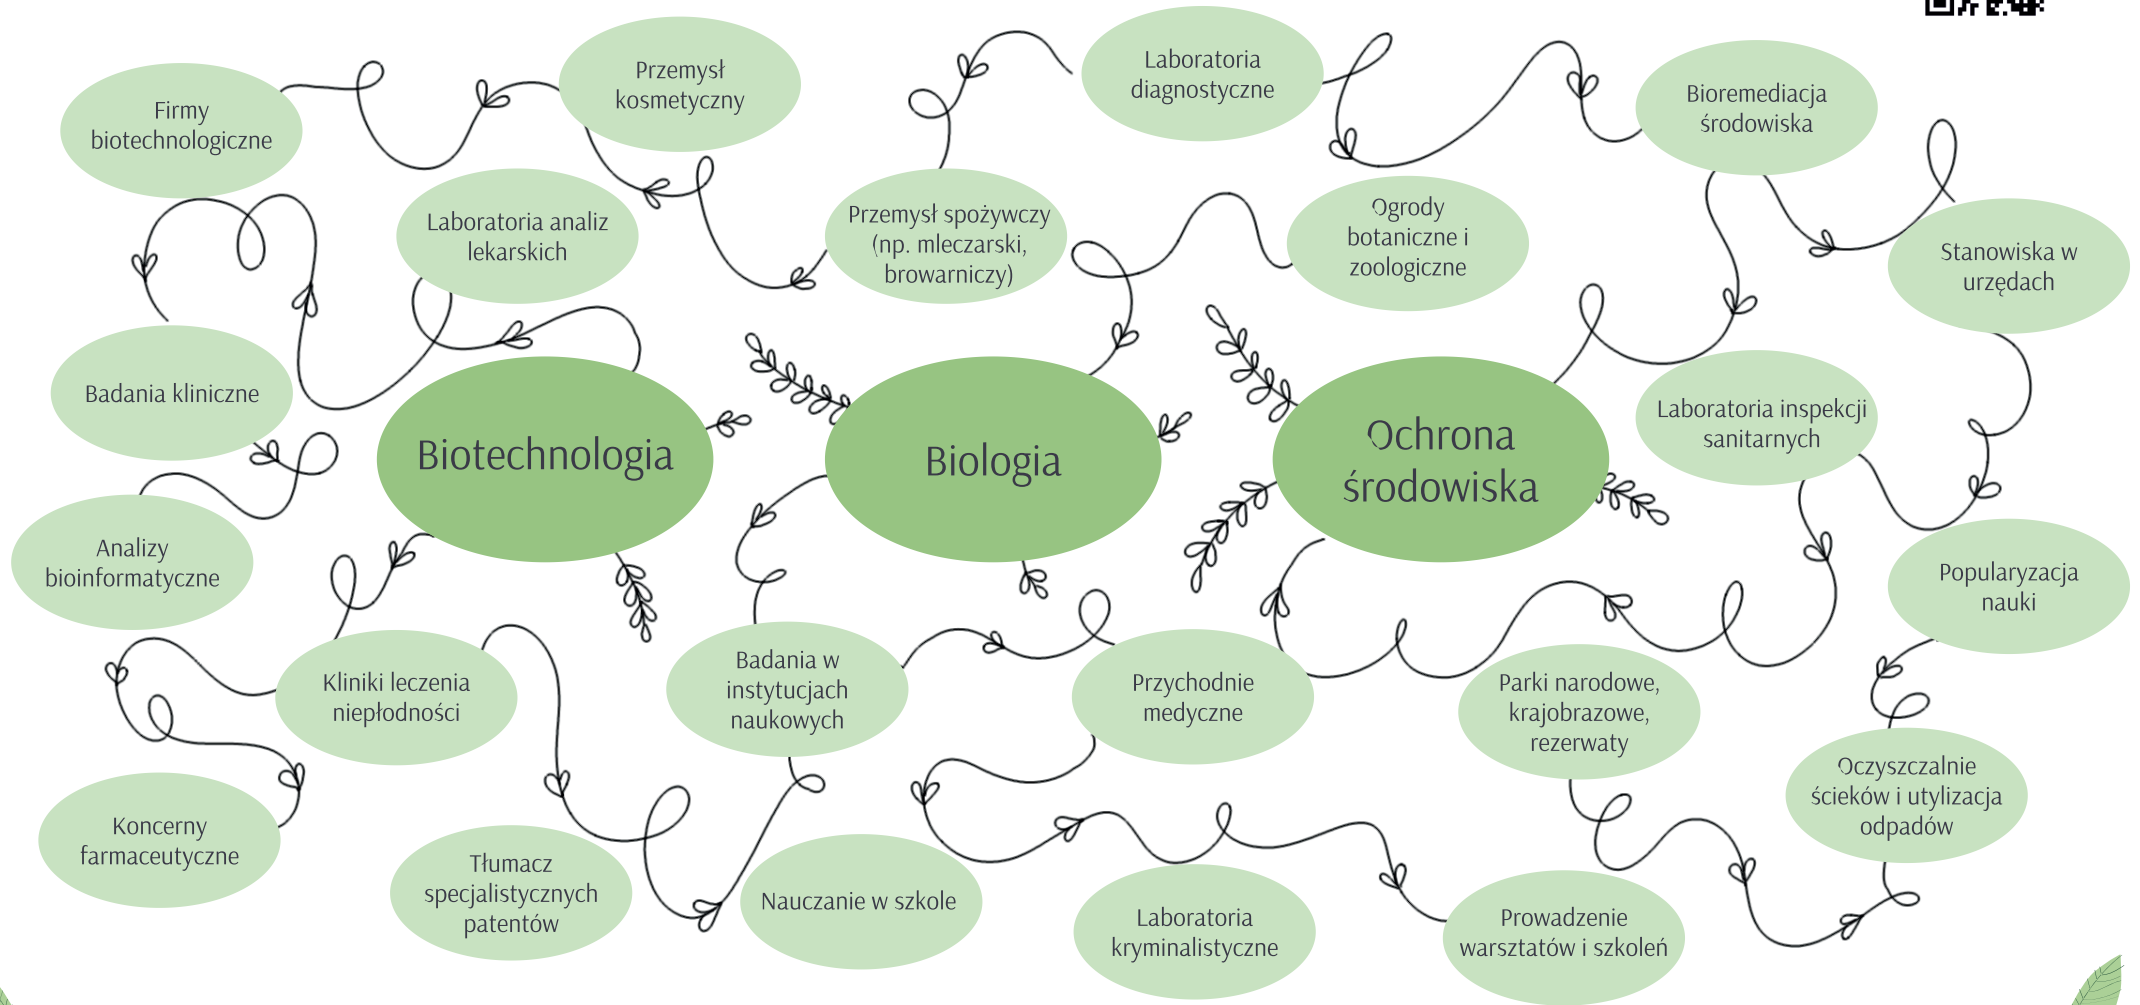 Laboratoria
diagnostyczne
Przemysł
kosmetyczny
Bioremediacja
środowiska
Firmy
biotechnologiczne
Laboratoria analiz
lekarskich
Przemysł spożywczy
(np. mleczarski,
browarniczy)
Ogrody
botaniczne i
zoologiczne
Stanowiska w
urzędach
Badania kliniczne
Biotechnologia
Biologia
Ochrona
środowiska
Laboratoria inspekcji
sanitarnych
Analizy
bioinformatyczne
Popularyzacja
nauki
Kliniki leczenia
niepłodności
Badania w
instytucjach
naukowych
Przychodnie
medyczne
Parki narodowe,
krajobrazowe,
rezerwaty
Oczyszczalnie
ścieków i utylizacja
odpadów
Koncerny
farmaceutyczne
Tłumacz
specjalistycznych
patentów
Nauczanie w szkole
Laboratoria
kryminalistyczne
Prowadzenie
warsztatów i szkoleń